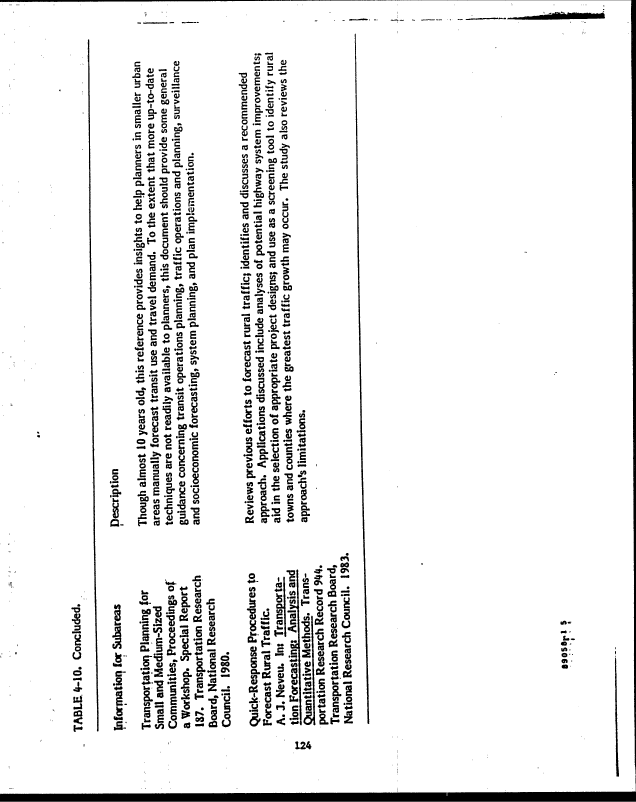 TABLE 4-10. Concluded.
Information for Subareas
Description
Transportation Planning for
Small and Medium-Sized
Communities, Proceedings of
a Workshop. Special Report
187. Transportation Research
Board, National Research
Council. 1980.
Though almost 10 years old, this reference provides insights to help planners in smaller urban
areas manually forecast transit use and travel demand. To the extent that more up-to-date
techniques are not readily available to planners, this document should provide some general
guidance concerning transit operations planning, traffic operations and planning, surveillance
and socioeconomic forecasting, system planning, and plan implementation.
Quick-Response Procedures to
Forecast Rural Traffic.
A. J. Neveu. In: Transporta-
tion Forecasting: Analysis and
Quantitative Methods. Trans-
portation Research Record 944.
Transportation Research Board,
National Research Council. 1983.
Reviews previous efforts to forecast rural traffic; identifies and discusses a recommended
approach. Applications discussed include analyses of potential highway system improvements;
aid in the selection of appropriate project designs; and use as a screening tool to identify rural
towns and counties where the greatest traffic growth may occur. The study also reviews the
approach's limitations.
124